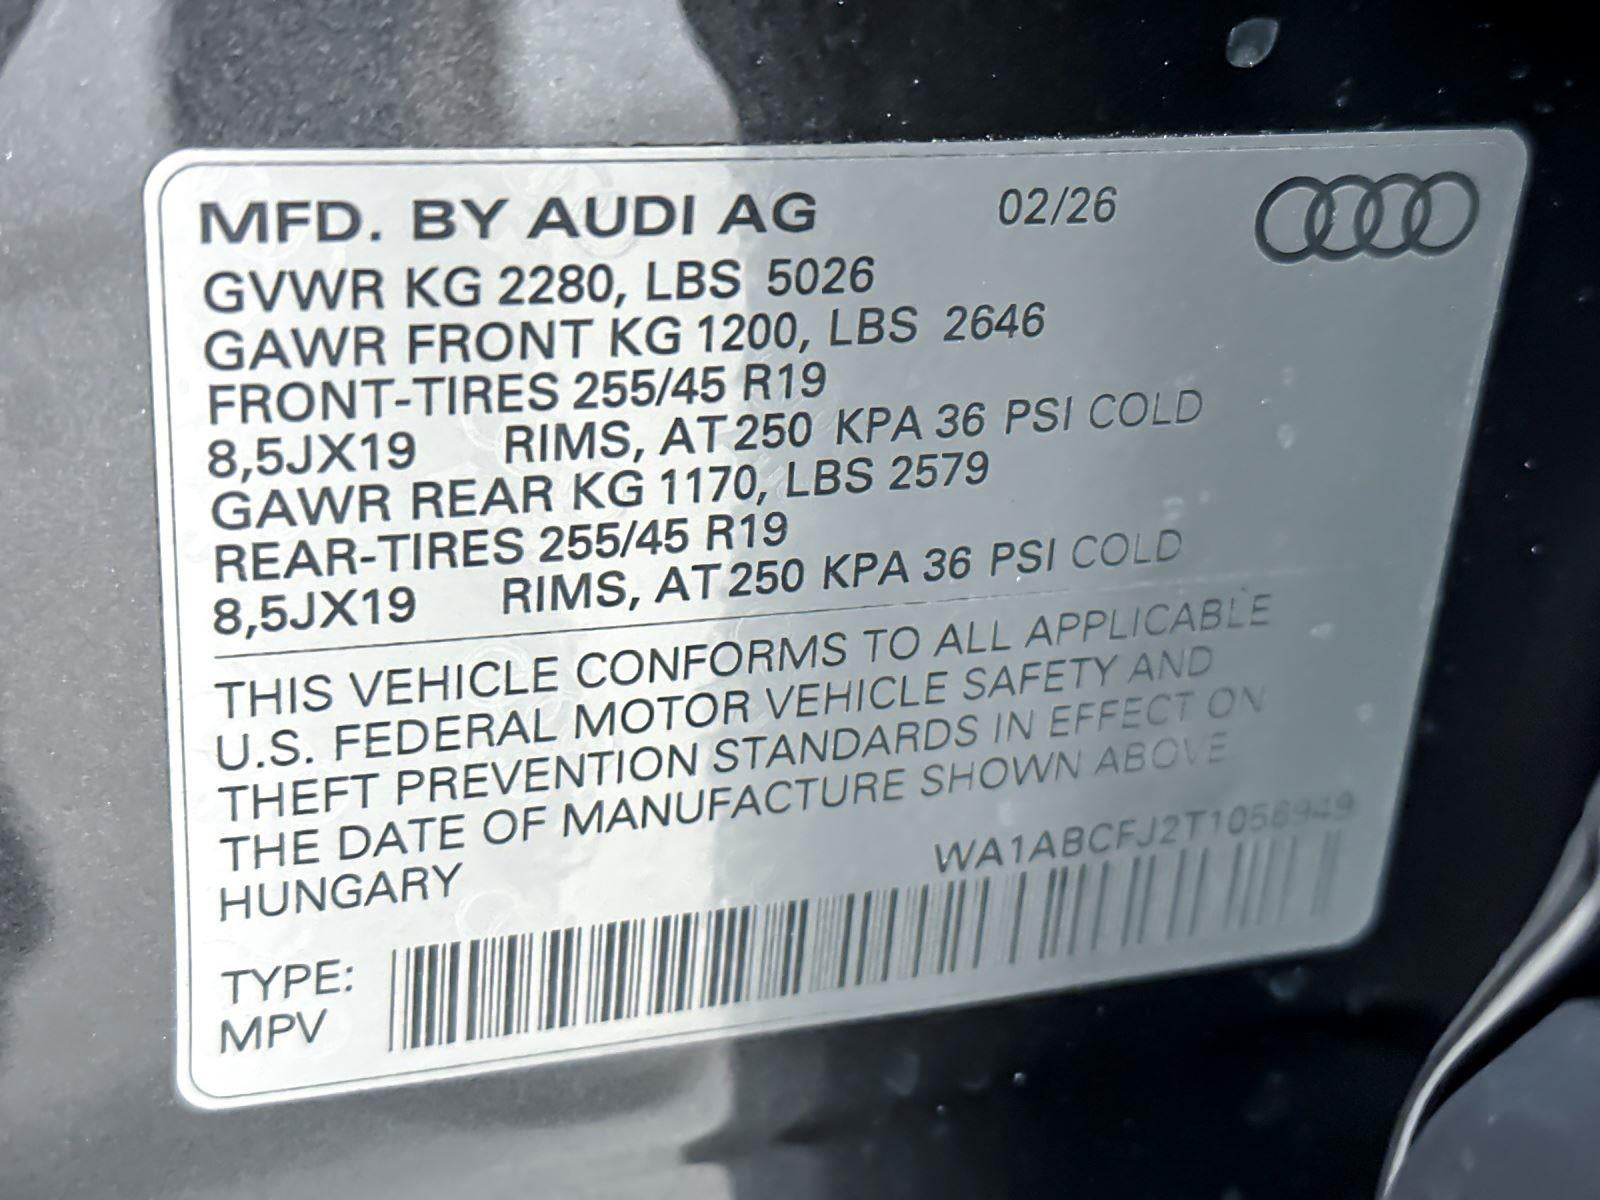 MFD. BY AUDI AG 02/26
GVWR KG 2280, LBS 5026
GAWR FRONT KG 1200, LBS 2646
FRONT-TIRES 255/45 R19
8,5JX19 RIMS, AT 250 KPA 36 PSI COLD
GAWR REAR KG 1170, LBS 2579
REAR-TIRES 255/45 R19
8,5JX19 RIMS, AT 250 KPA 36 PSI COLD
THIS VEHICLE CONFORMS TO ALL APPLICABLE
U.S. FEDERAL MOTOR VEHICLE SAFETY AND
THEFT PREVENTION STANDARDS IN EFFECT ON
THE DATE OF MANUFACTURE SHOWN ABOVE
HUNGARY
WA1ABCFJ2T1056949
TYPE:
MPV